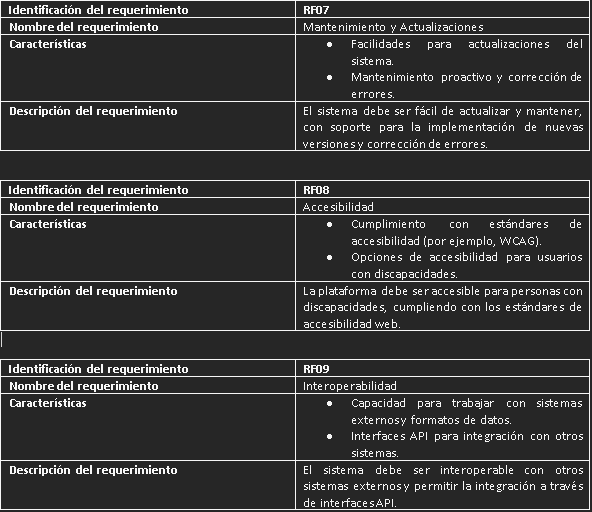 Identificación del requerimiento RF07
Nombre del requerimiento Mantenimiento y Actualizaciones
Características ● Facilidades para actualizaciones del
sistema.
● Mantenimiento proactivo y corrección de
errores.
Descripción del requerimiento El sistema debe ser fácil de actualizar y mantener,
con soporte para la implementación de nuevas
versiones y corrección de errores.
Identificación del requerimiento RF08
Nombre del requerimiento Accesibilidad
Características ● Cumplimiento con estándares de
accesibilidad (por ejemplo, WCAG).
● Opciones de accesibilidad para usuarios
con discapacidades.
Descripción del requerimiento La plataforma debe ser accesible para personas con
discapacidades, cumpliendo con los estándares de
accesibilidad web.
Identificación del requerimiento RF09
Nombre del requerimiento Interoperabilidad
Características ● Capacidad para trabajar con sistemas
externos y formatos de datos.
● Interfaces API para integración con otros
sistemas.
Descripción del requerimiento El sistema debe ser interoperable con otros
sistemas externos y permitir la integración a través
de interfaces API.